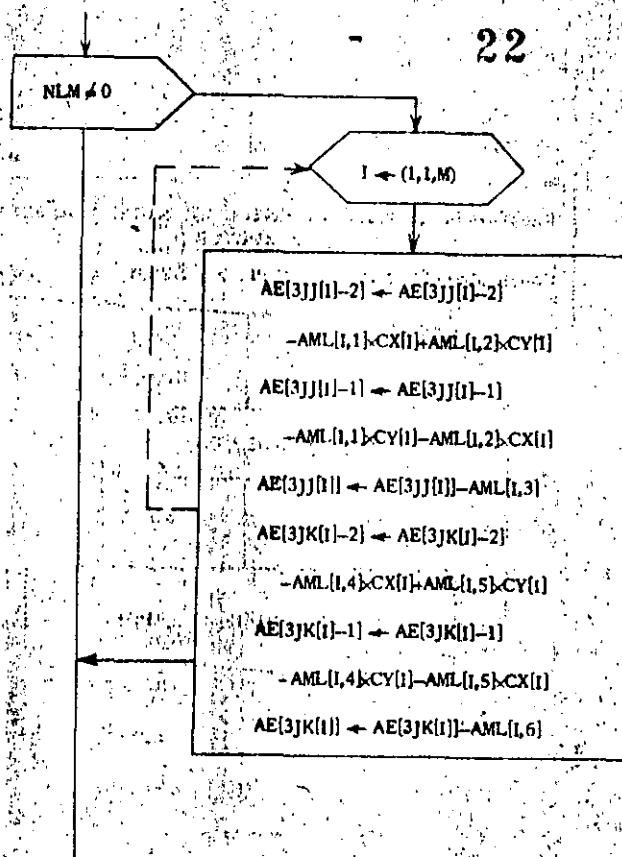 22
NLM ≠ 0
I ← (1,1,M)
AE[3JJ[I]-2] ← AE[3JJ[I]-2]
-AML[I,1]×CX[I]+AML[I,2]×CY[I]
AE[3JJ[I]-1] ← AE[3JJ[I]-1]
-AML[I,1]×CY[I]-AML[I,2]×CX[I]
AE[3JJ[I]] ← AE[3JJ[I]]-AML[I,3]
AE[3JK[I]-2] ← AE[3JK[I]-2]
-AML[I,4]×CX[I]+AML[I,5]×CY[I]
AE[3JK[I]-1] ← AE[3JK[I]-1]
-AML[I,4]×CY[I]-AML[I,5]×CX[I]
AE[3JK[I]] ← AE[3JK[I]]-AML[I,6]